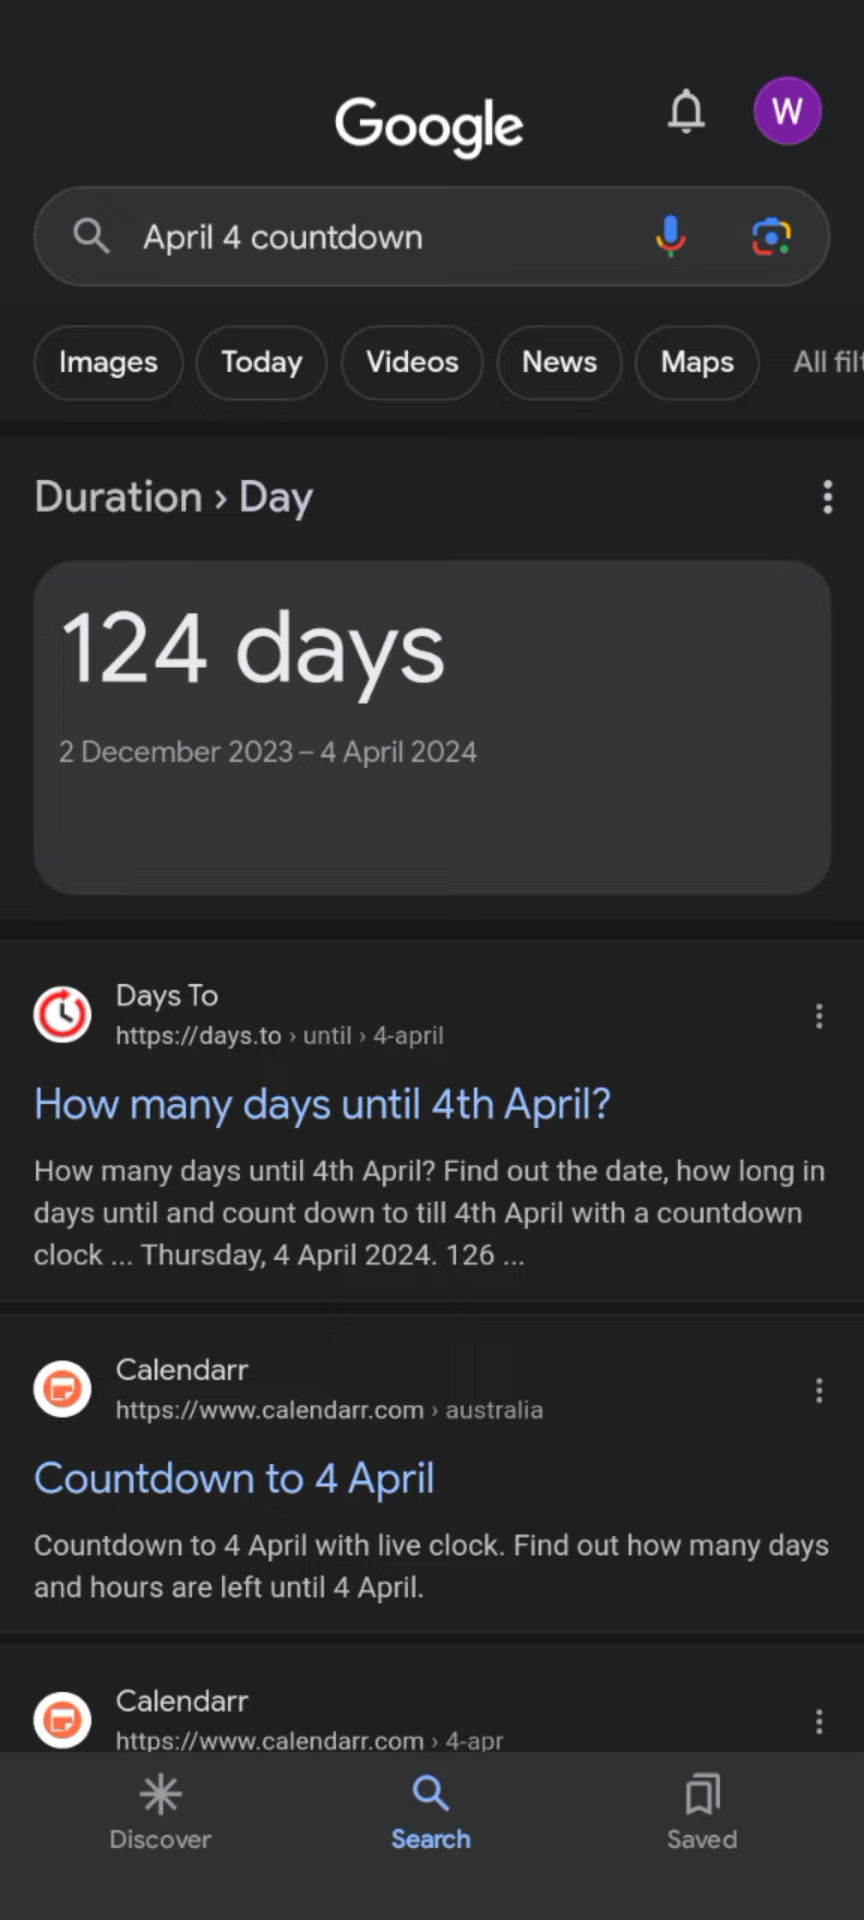 Google
W
April 4 countdown
Images Today Videos News Maps All filt
Duration › Day
124 days
2 December 2023 – 4 April 2024
Days To
https://days.to › until › 4-april
How many days until 4th April?
How many days until 4th April? Find out the date, how long in
days until and count down to till 4th April with a countdown
clock ... Thursday, 4 April 2024. 126 ...
Calendarr
https://www.calendarr.com › australia
Countdown to 4 April
Countdown to 4 April with live clock. Find out how many days
and hours are left until 4 April.
Calendarr
https://www.calendarr.com › 4-apr
Discover Search Saved